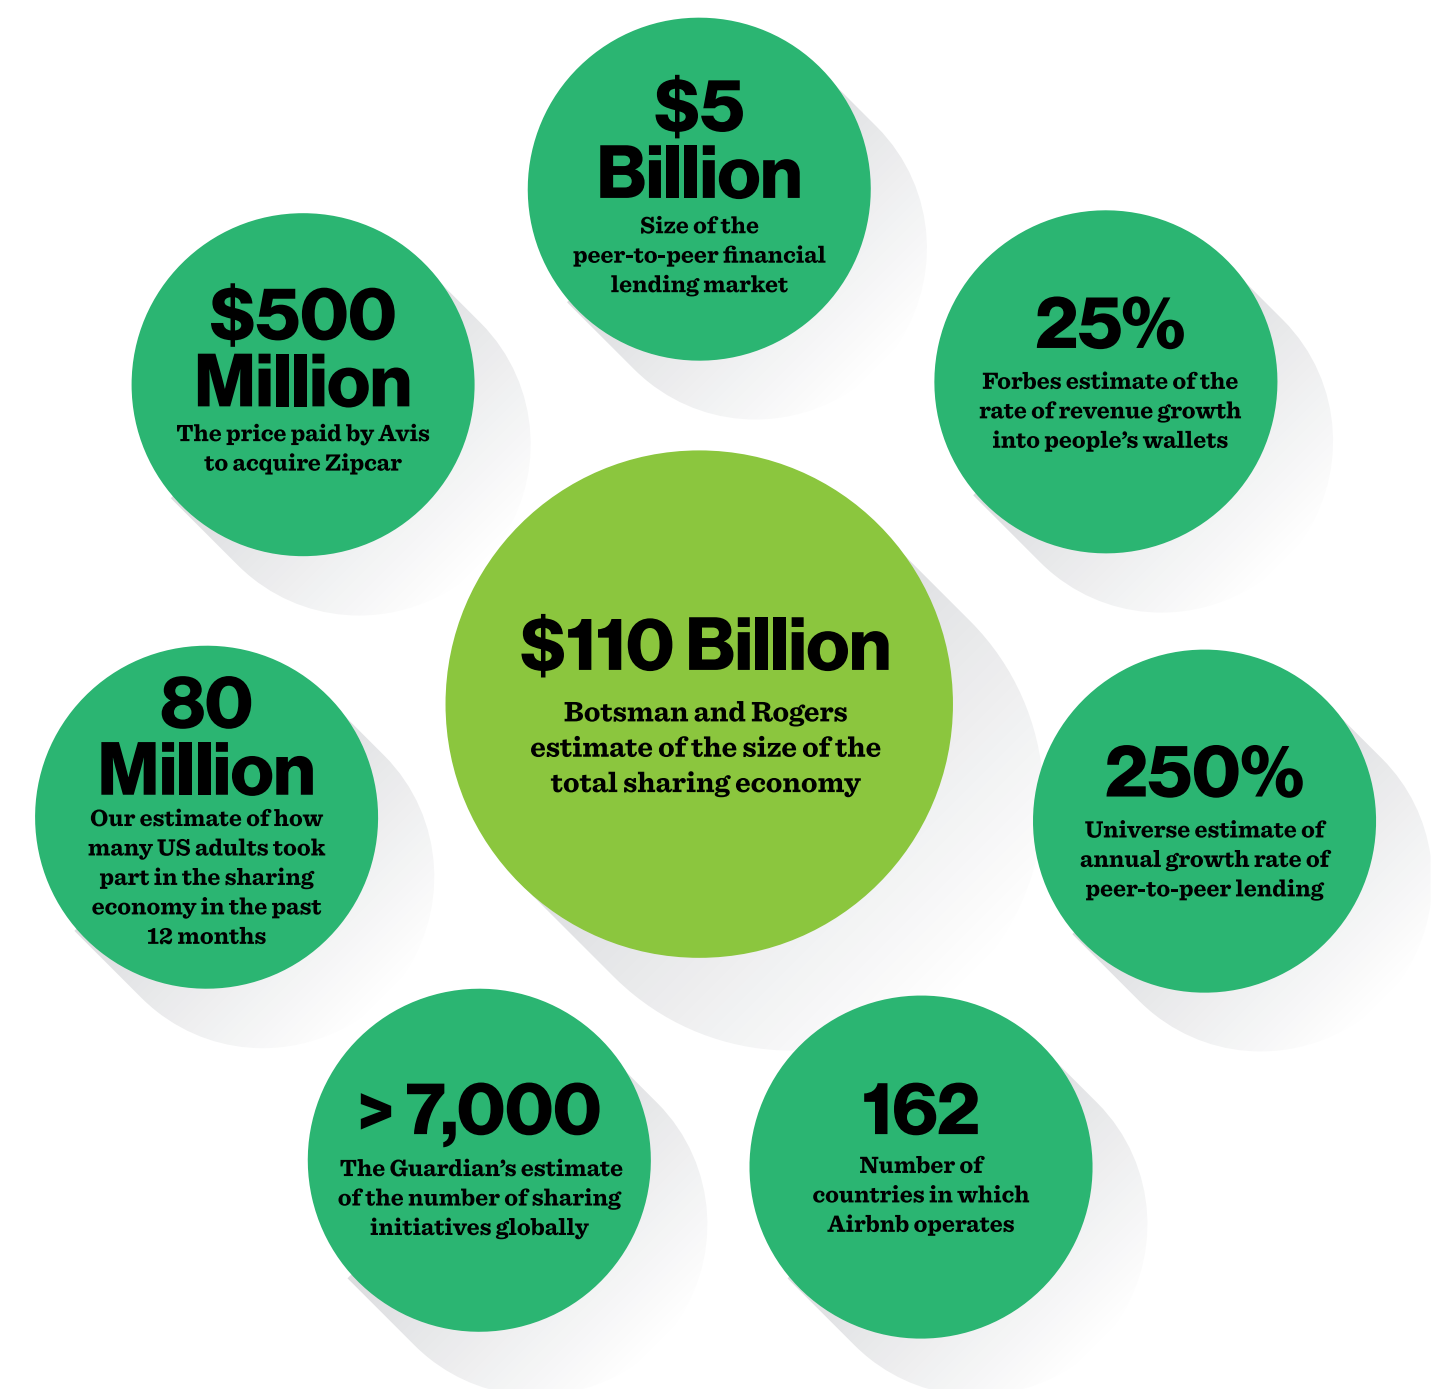 $5
Billion
Size of the
peer-to-peer financial
lending market
$500
Million
The price paid by Avis
to acquire Zipcar
25%
Forbes estimate of the
rate of revenue growth
into people’s wallets
$110 Billion
Botsman and Rogers
estimate of the size of the
total sharing economy
80
Million
Our estimate of how
many US adults took
part in the sharing
economy in the past
12 months
250%
Universe estimate of
annual growth rate of
peer-to-peer lending
> 7,000
The Guardian’s estimate
of the number of sharing
initiatives globally
162
Number of
countries in which
Airbnb operates